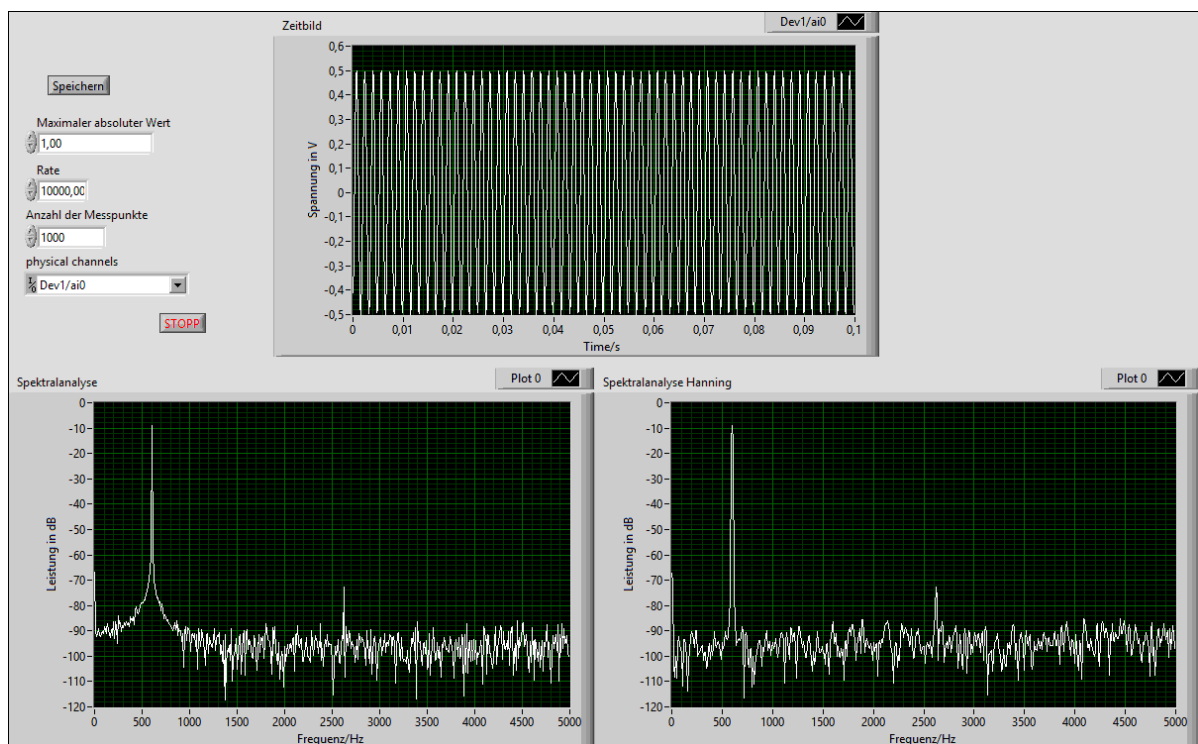 Zeitbild
Dev1/ai0
Speichern
Maximaler absoluter Wert
1,00
Rate
10000,00
Anzahl der Messpunkte
1000
physical channels
Dev1/ai0
STOPP
Spannung in V
0,6
0,5
0,4
0,3
0,2
0,1
0
-0,1
-0,2
-0,3
-0,4
-0,5
0 0,01 0,02 0,03 0,04 0,05 0,06 0,07 0,08 0,09 0,1
Time/s
Spektralanalyse
Plot 0
Leistung in dB
0
-10
-20
-30
-40
-50
-60
-70
-80
-90
-100
-110
-120
0 500 1000 1500 2000 2500 3000 3500 4000 4500 5000
Frequenz/Hz
Spektralanalyse Hanning
Plot 0
Leistung in dB
0
-10
-20
-30
-40
-50
-60
-70
-80
-90
-100
-110
-120
0 500 1000 1500 2000 2500 3000 3500 4000 4500 5000
Frequenz/Hz